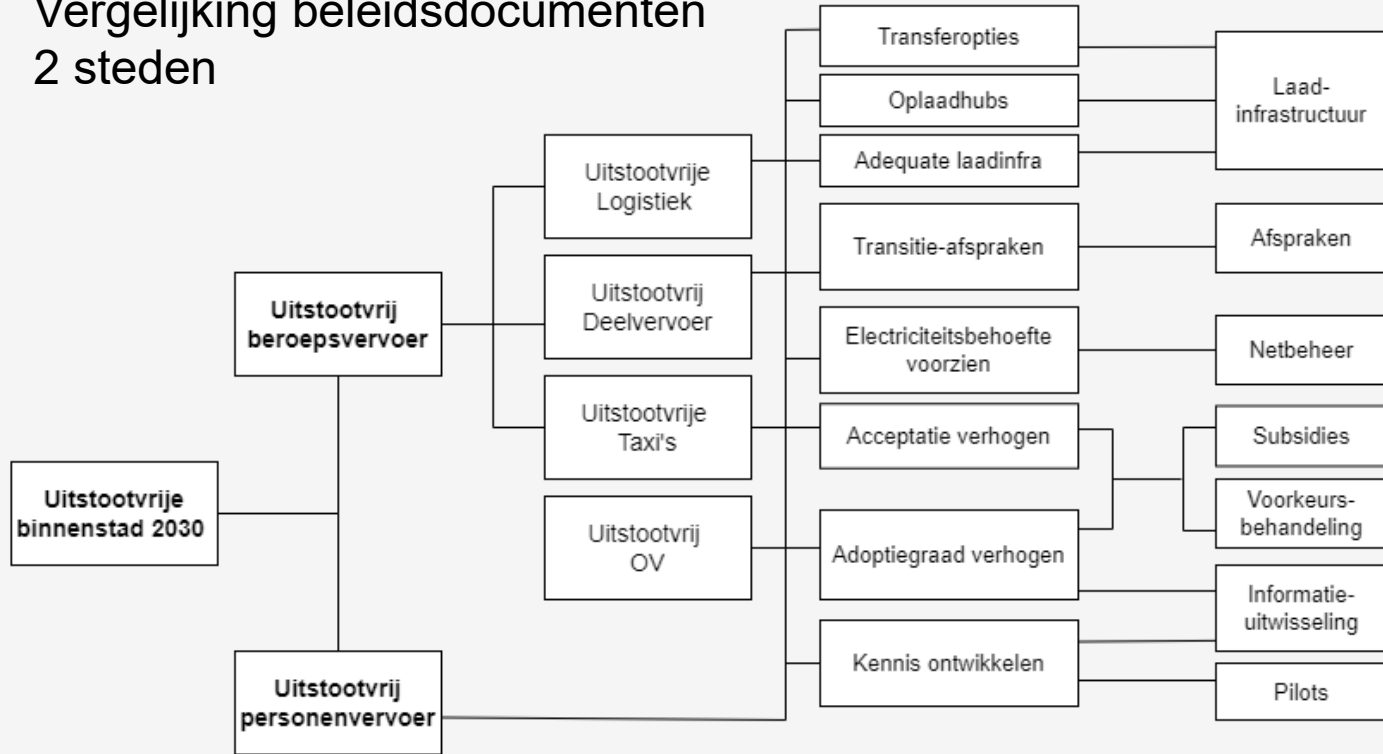 Vergelijking beleidsdocumenten
2 steden
Uitstootvrije
binnenstad 2030
Uitstootvrij
beroepsvervoer
Uitstootvrij
personenvervoer
Uitstootvrije
Logistiek
Uitstootvrij
Deelvervoer
Uitstootvrije
Taxi's
Uitstootvrij
OV
Transferopties
Oplaadhubs
Adequate laadinfra
Transitie-afspraken
Electriciteitsbehoefte
voorzien
Acceptatie verhogen
Adoptiegraad verhogen
Kennis ontwikkelen
Laad-
infrastructuur
Afspraken
Netbeheer
Subsidies
Voorkeurs-
behandeling
Informatie-
uitwisseling
Pilots